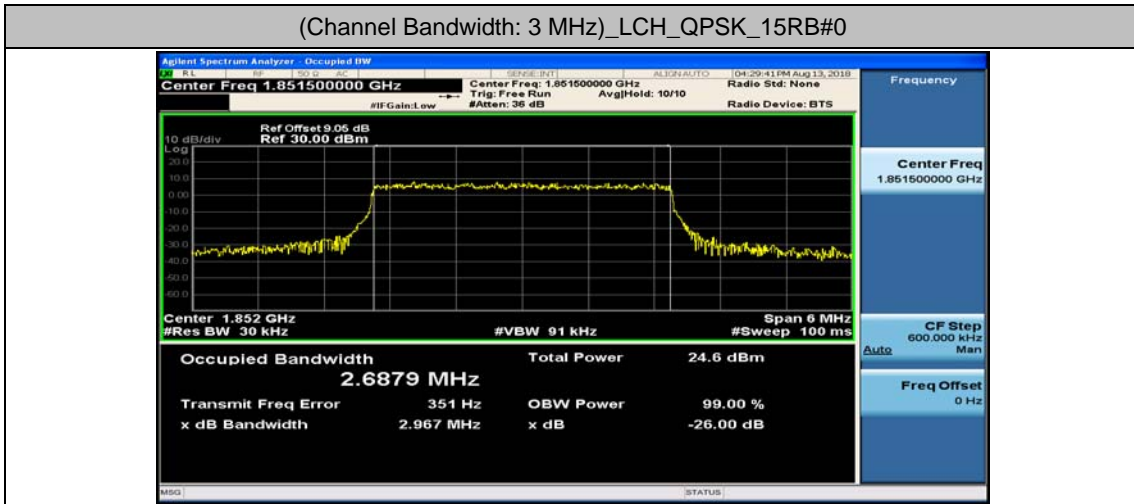 (Channel Bandwidth: 3 MHz)_LCH_QPSK_15RB#0
Agilent Spectrum Analyzer - Occupied BW
LXI RL RF 50 Ω AC SENSE:INT ALIGN AUTO 04:29:41 PM Aug 13, 2018
Center Freq 1.851500000 GHz
Center Freq: 1.851500000 GHz
Radio Std: None
Trig: Free Run Avg|Hold: 10/10
#IFGain:Low #Atten: 36 dB Radio Device: BTS
Ref Offset 9.05 dB
10 dB/div Ref 30.00 dBm
Log
20.0
10.0
0.00
-10.0
-20.0
-30.0
-40.0
-50.0
-60.0
Center 1.852 GHz Span 6 MHz
#Res BW 30 kHz #VBW 91 kHz #Sweep 100 ms
Occupied Bandwidth Total Power 24.6 dBm
2.6879 MHz
Transmit Freq Error 351 Hz OBW Power 99.00 %
x dB Bandwidth 2.967 MHz x dB -26.00 dB
Frequency
Center Freq
1.851500000 GHz
CF Step
600.000 kHz
Auto Man
Freq Offset
0 Hz
MSG STATUS